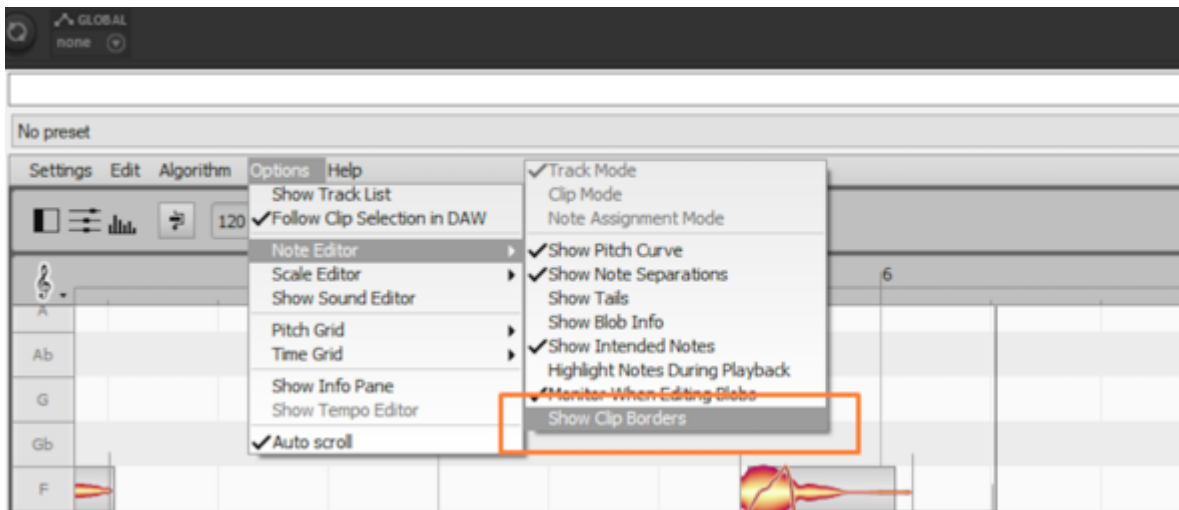 GLOBAL
none
No preset
Settings Edit Algorithm Options Help
120
Show Track List
Follow Clip Selection in DAW
Note Editor
Scale Editor
Show Sound Editor
Pitch Grid
Time Grid
Show Info Pane
Show Tempo Editor
Auto scroll
Track Mode
Clip Mode
Note Assignment Mode
Show Pitch Curve
Show Note Separations
Show Tails
Show Blob Info
Show Intended Notes
Highlight Notes During Playback
Monitor When Editing Blobs
Show Clip Borders
6
A
Ab
G
Gb
F